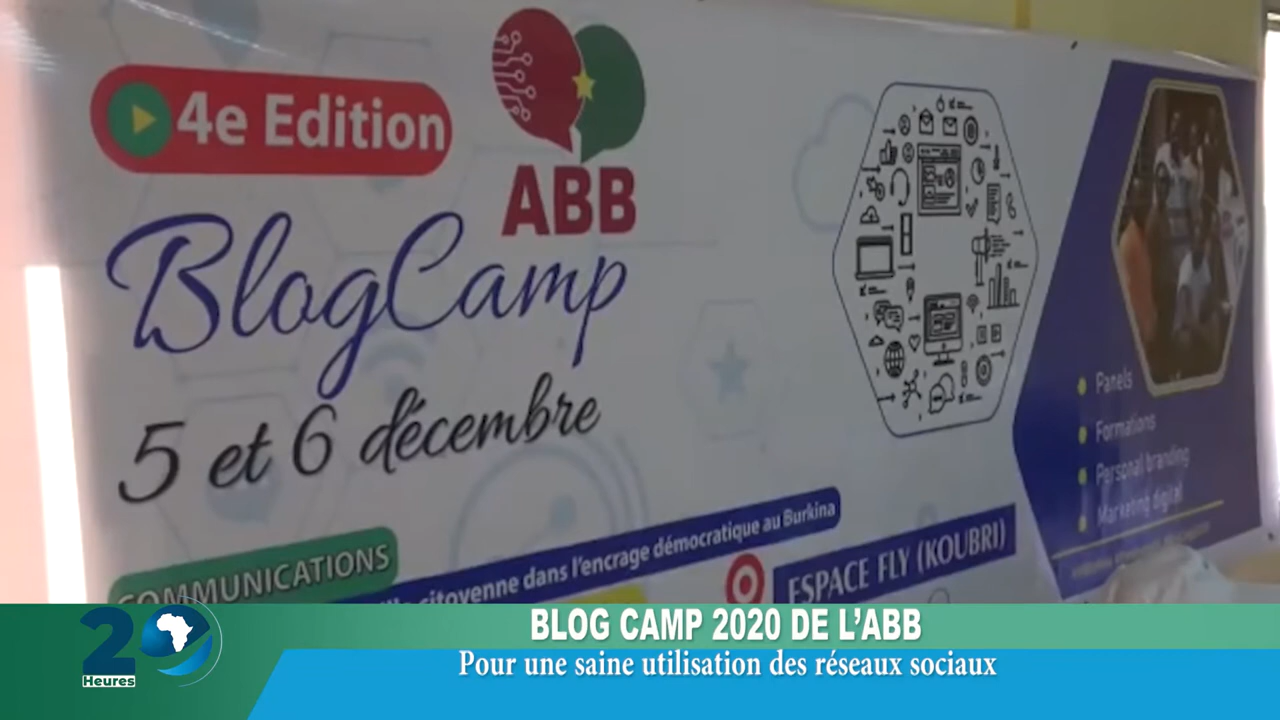 4e Edition
ABB
BlogCamp
5 et 6 décembre
COMMUNICATIONS
citoyenne dans l'encrage démocratique au Burkina
ESPACE FLY (KOUBRI)
Panels
Formations
Personal branding
Marketing digital
20
Heures
BLOG CAMP 2020 DE L'ABB
Pour une saine utilisation des réseaux sociaux